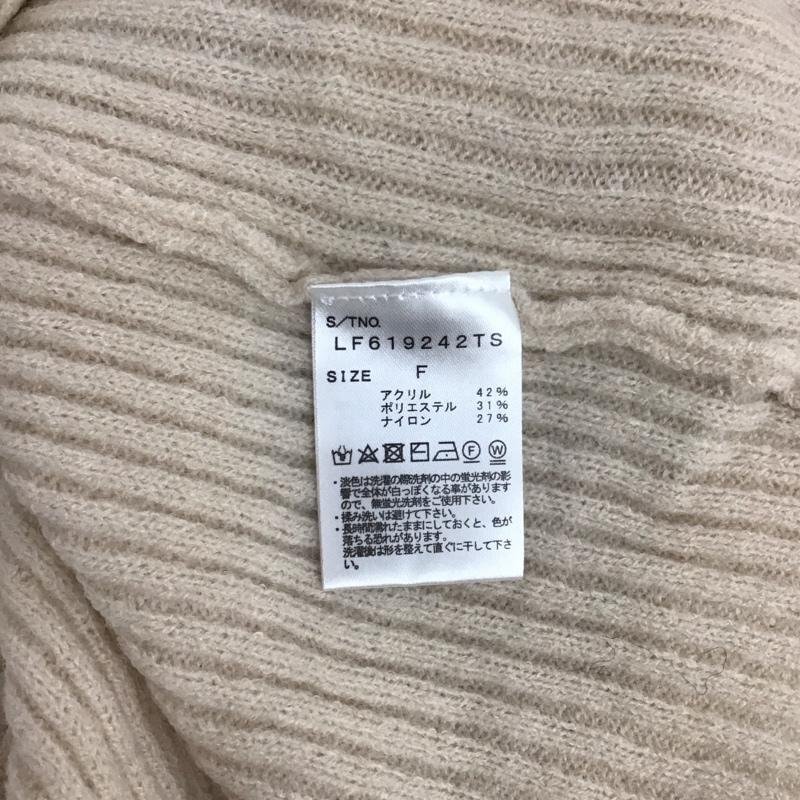 S/TNO.
LF619242TS
SIZE F
アクリル 42%
ポリエステル 31%
ナイロン 27%
F W
・淡色は洗濯の際洗剤の中の蛍光剤の影
響で全体が白っぽくなる事があります
ので、無蛍光洗剤をご使用下さい。
・揉み洗いは避けて下さい。
・長時間濡れたままにしておくと、色が
落ちる恐れがあります。
洗濯後は形を整えて直ぐに干して下さ
い。